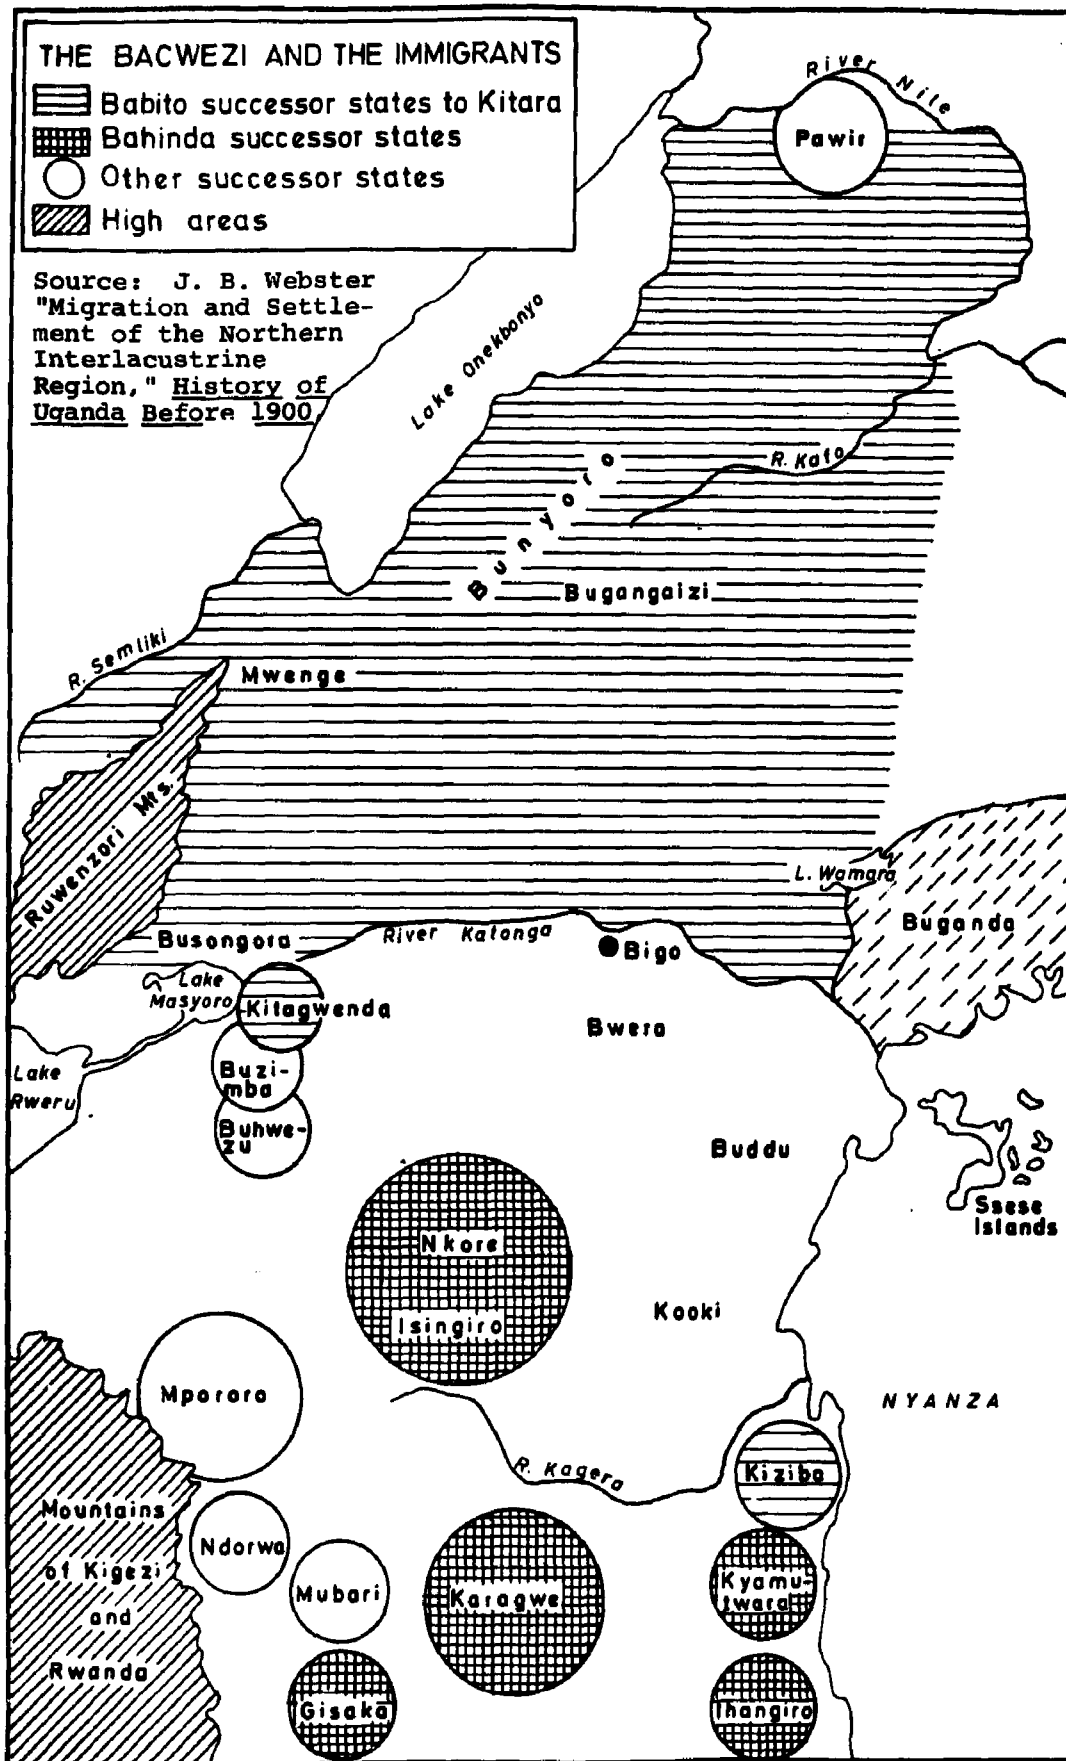 THE BACWEZI AND THE IMMIGRANTS
Babito successor states to Kitara
Bahinda successor states
Other successor states
High areas
Source: J. B. Webster
"Migration and Settle-
ment of the Northern
Interlacustrine
Region," History of
Uganda Before 1900
River Nile
Pawir
Lake Onekbonyo
R. Kafo
Bunyoro
Bugangaizi
R. Semliki
Mwenge
Ruwenzori Mts.
L. Wamara
Buganda
Busongora
River Katonga
Bigo
Lake
Masyoro
Kitagwenda
Bwera
Lake
Rweru
Buzi-
mba
Buhwe-
zu
Buddu
Ssese
Islands
Nkore
Isingiro
Kooki
Mpororo
NYANZA
R. Kagera
Kiziba
Mountains
of Kigezi
and
Rwanda
Ndorwa
Mubari
Karagwe
Kyamu-
twara
Gisaka
Ihangiro